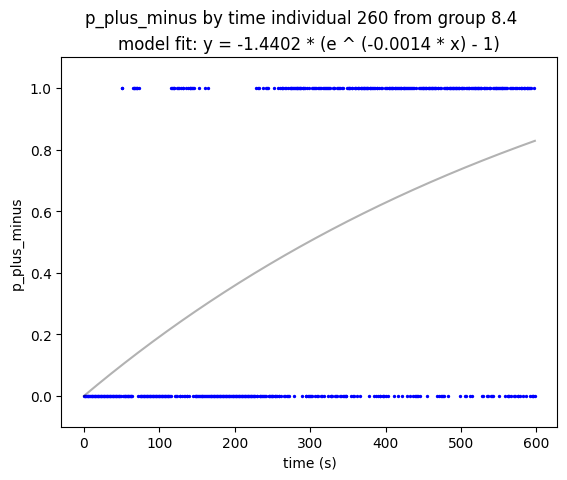 p_plus_minus by time individual 260 from group 8.4
model fit: y = -1.4402 * (e ^ (-0.0014 * x) - 1)
1.0
0.8
0.6
0.4
0.2
0.0
p_plus_minus
0 100 200 300 400 500 600
time (s)